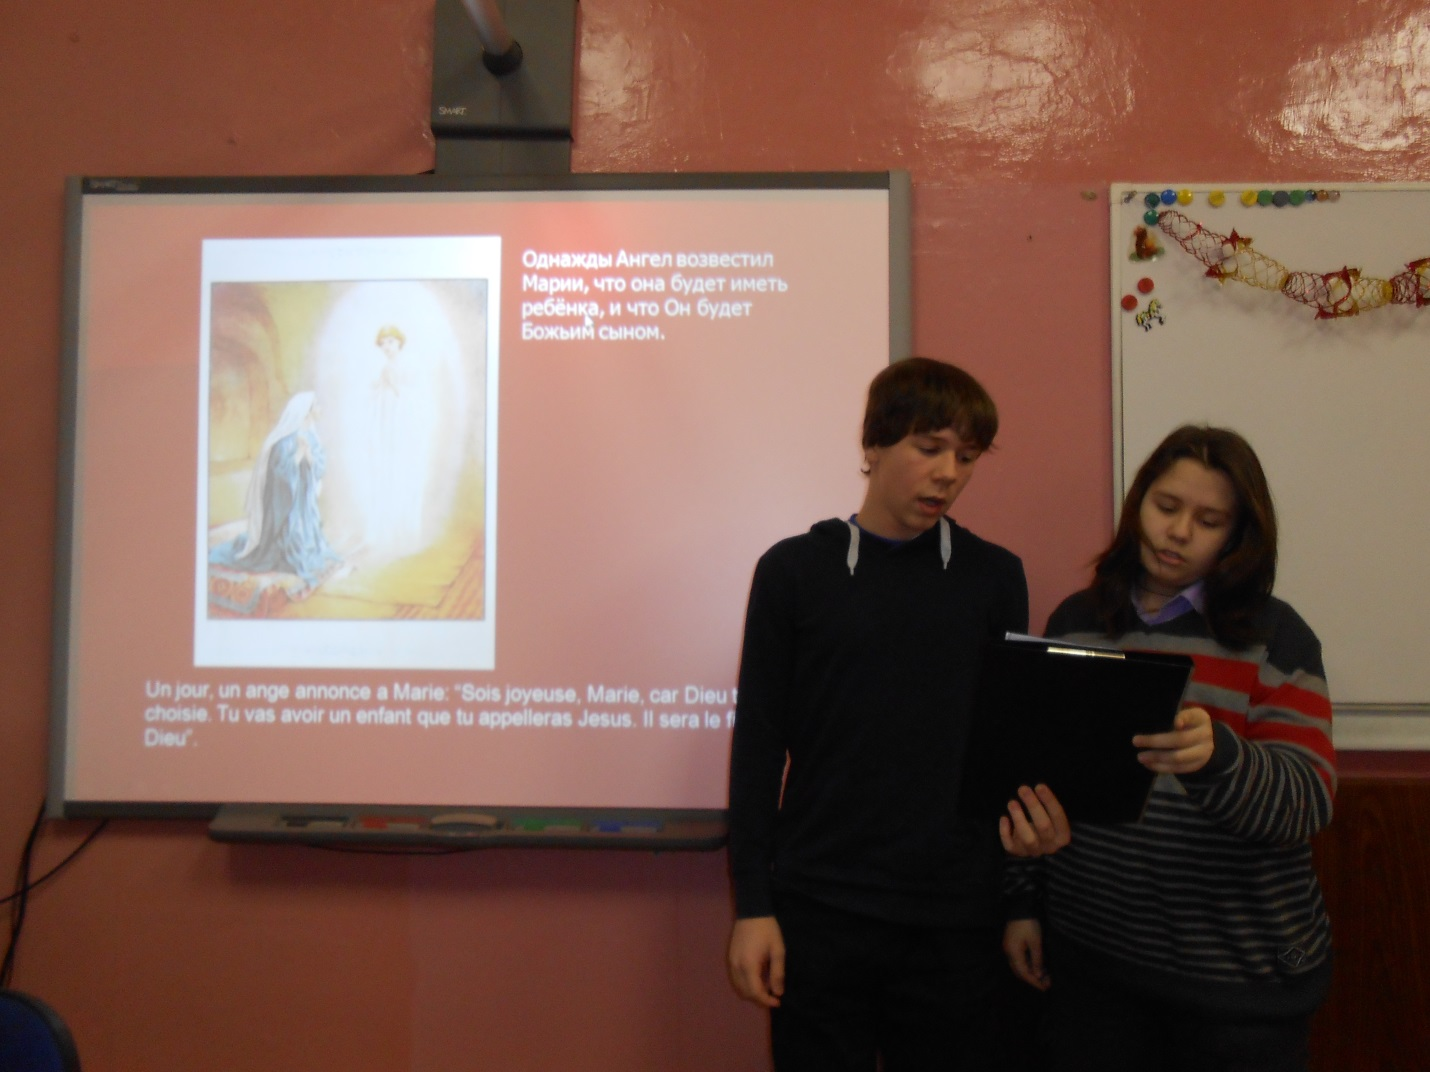 SMART
SMART
Однажды Ангел возвестил
Марии, что она будет иметь
ребёнка, и что Он будет
Божьим сыном.
Un jour, un ange annonce a Marie: “Sois joyeuse, Marie, car Dieu
choisie. Tu vas avoir un enfant que tu appelleras Jesus. Il sera le
Dieu”.